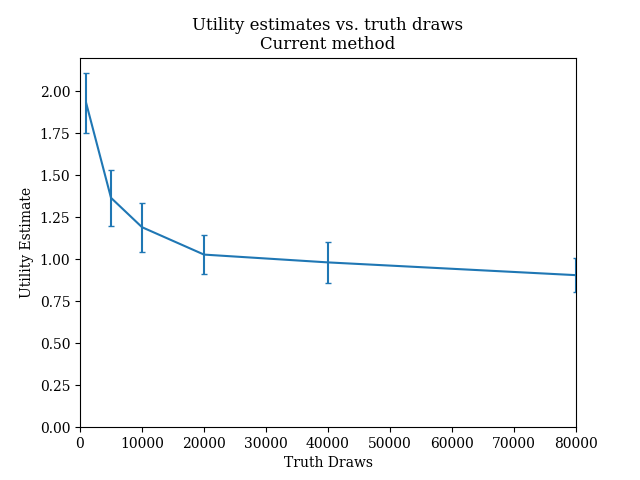 Utility estimates vs. truth draws
Current method
2.00
1.75
1.50
1.25
1.00
0.75
0.50
0.25
0.00
Utility Estimate
0 10000 20000 30000 40000 50000 60000 70000 80000
Truth Draws